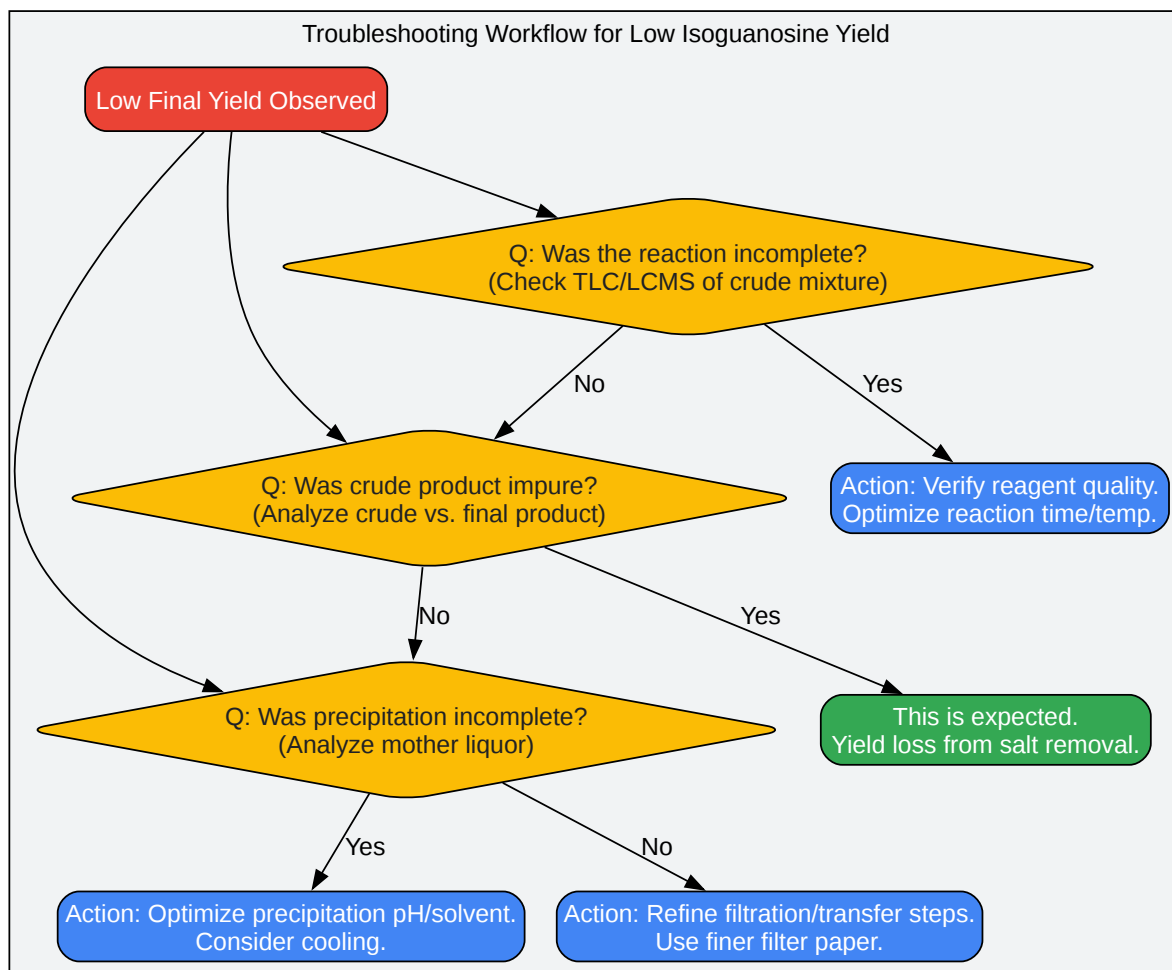 Troubleshooting Workflow for Low Isoguanosine Yield
Low Final Yield Observed
Q: Was the reaction incomplete?
(Check TLC/LCMS of crude mixture)
No
Yes
Q: Was crude product impure?
(Analyze crude vs. final product)
Action: Verify reagent quality.
Optimize reaction time/temp.
No
Yes
Q: Was precipitation incomplete?
(Analyze mother liquor)
This is expected.
Yield loss from salt removal.
Yes
No
Action: Optimize precipitation pH/solvent.
Consider cooling.
Action: Refine filtration/transfer steps.
Use finer filter paper.